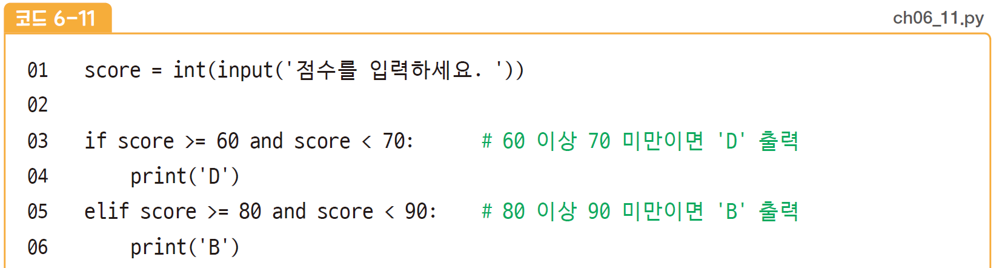 코드 6-11
ch06_11.py
01 score = int(input('점수를 입력하세요. '))
02
03 if score >= 60 and score < 70: # 60 이상 70 미만이면 'D' 출력
04 print('D')
05 elif score >= 80 and score < 90: # 80 이상 90 미만이면 'B' 출력
06 print('B')